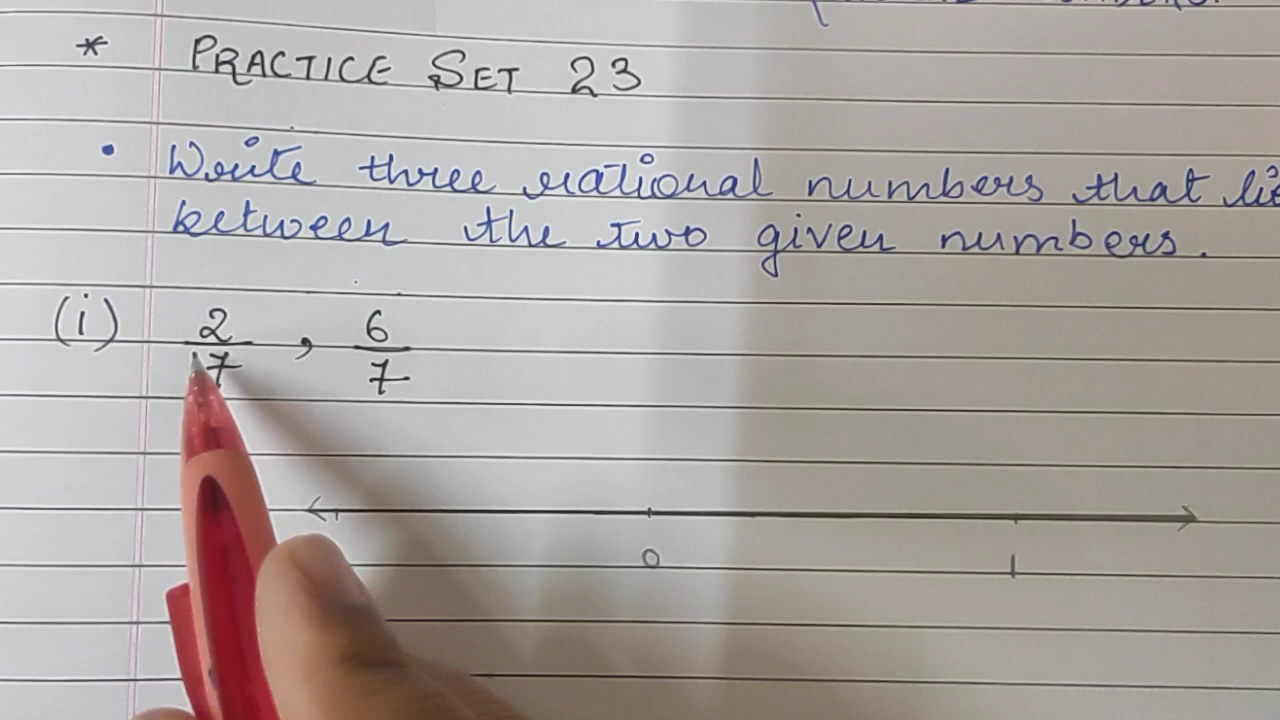 * PRACTICE SET 23
• Write three rational numbers that lie
between the two given numbers.
(i) 2/7 , 6/7
0 1